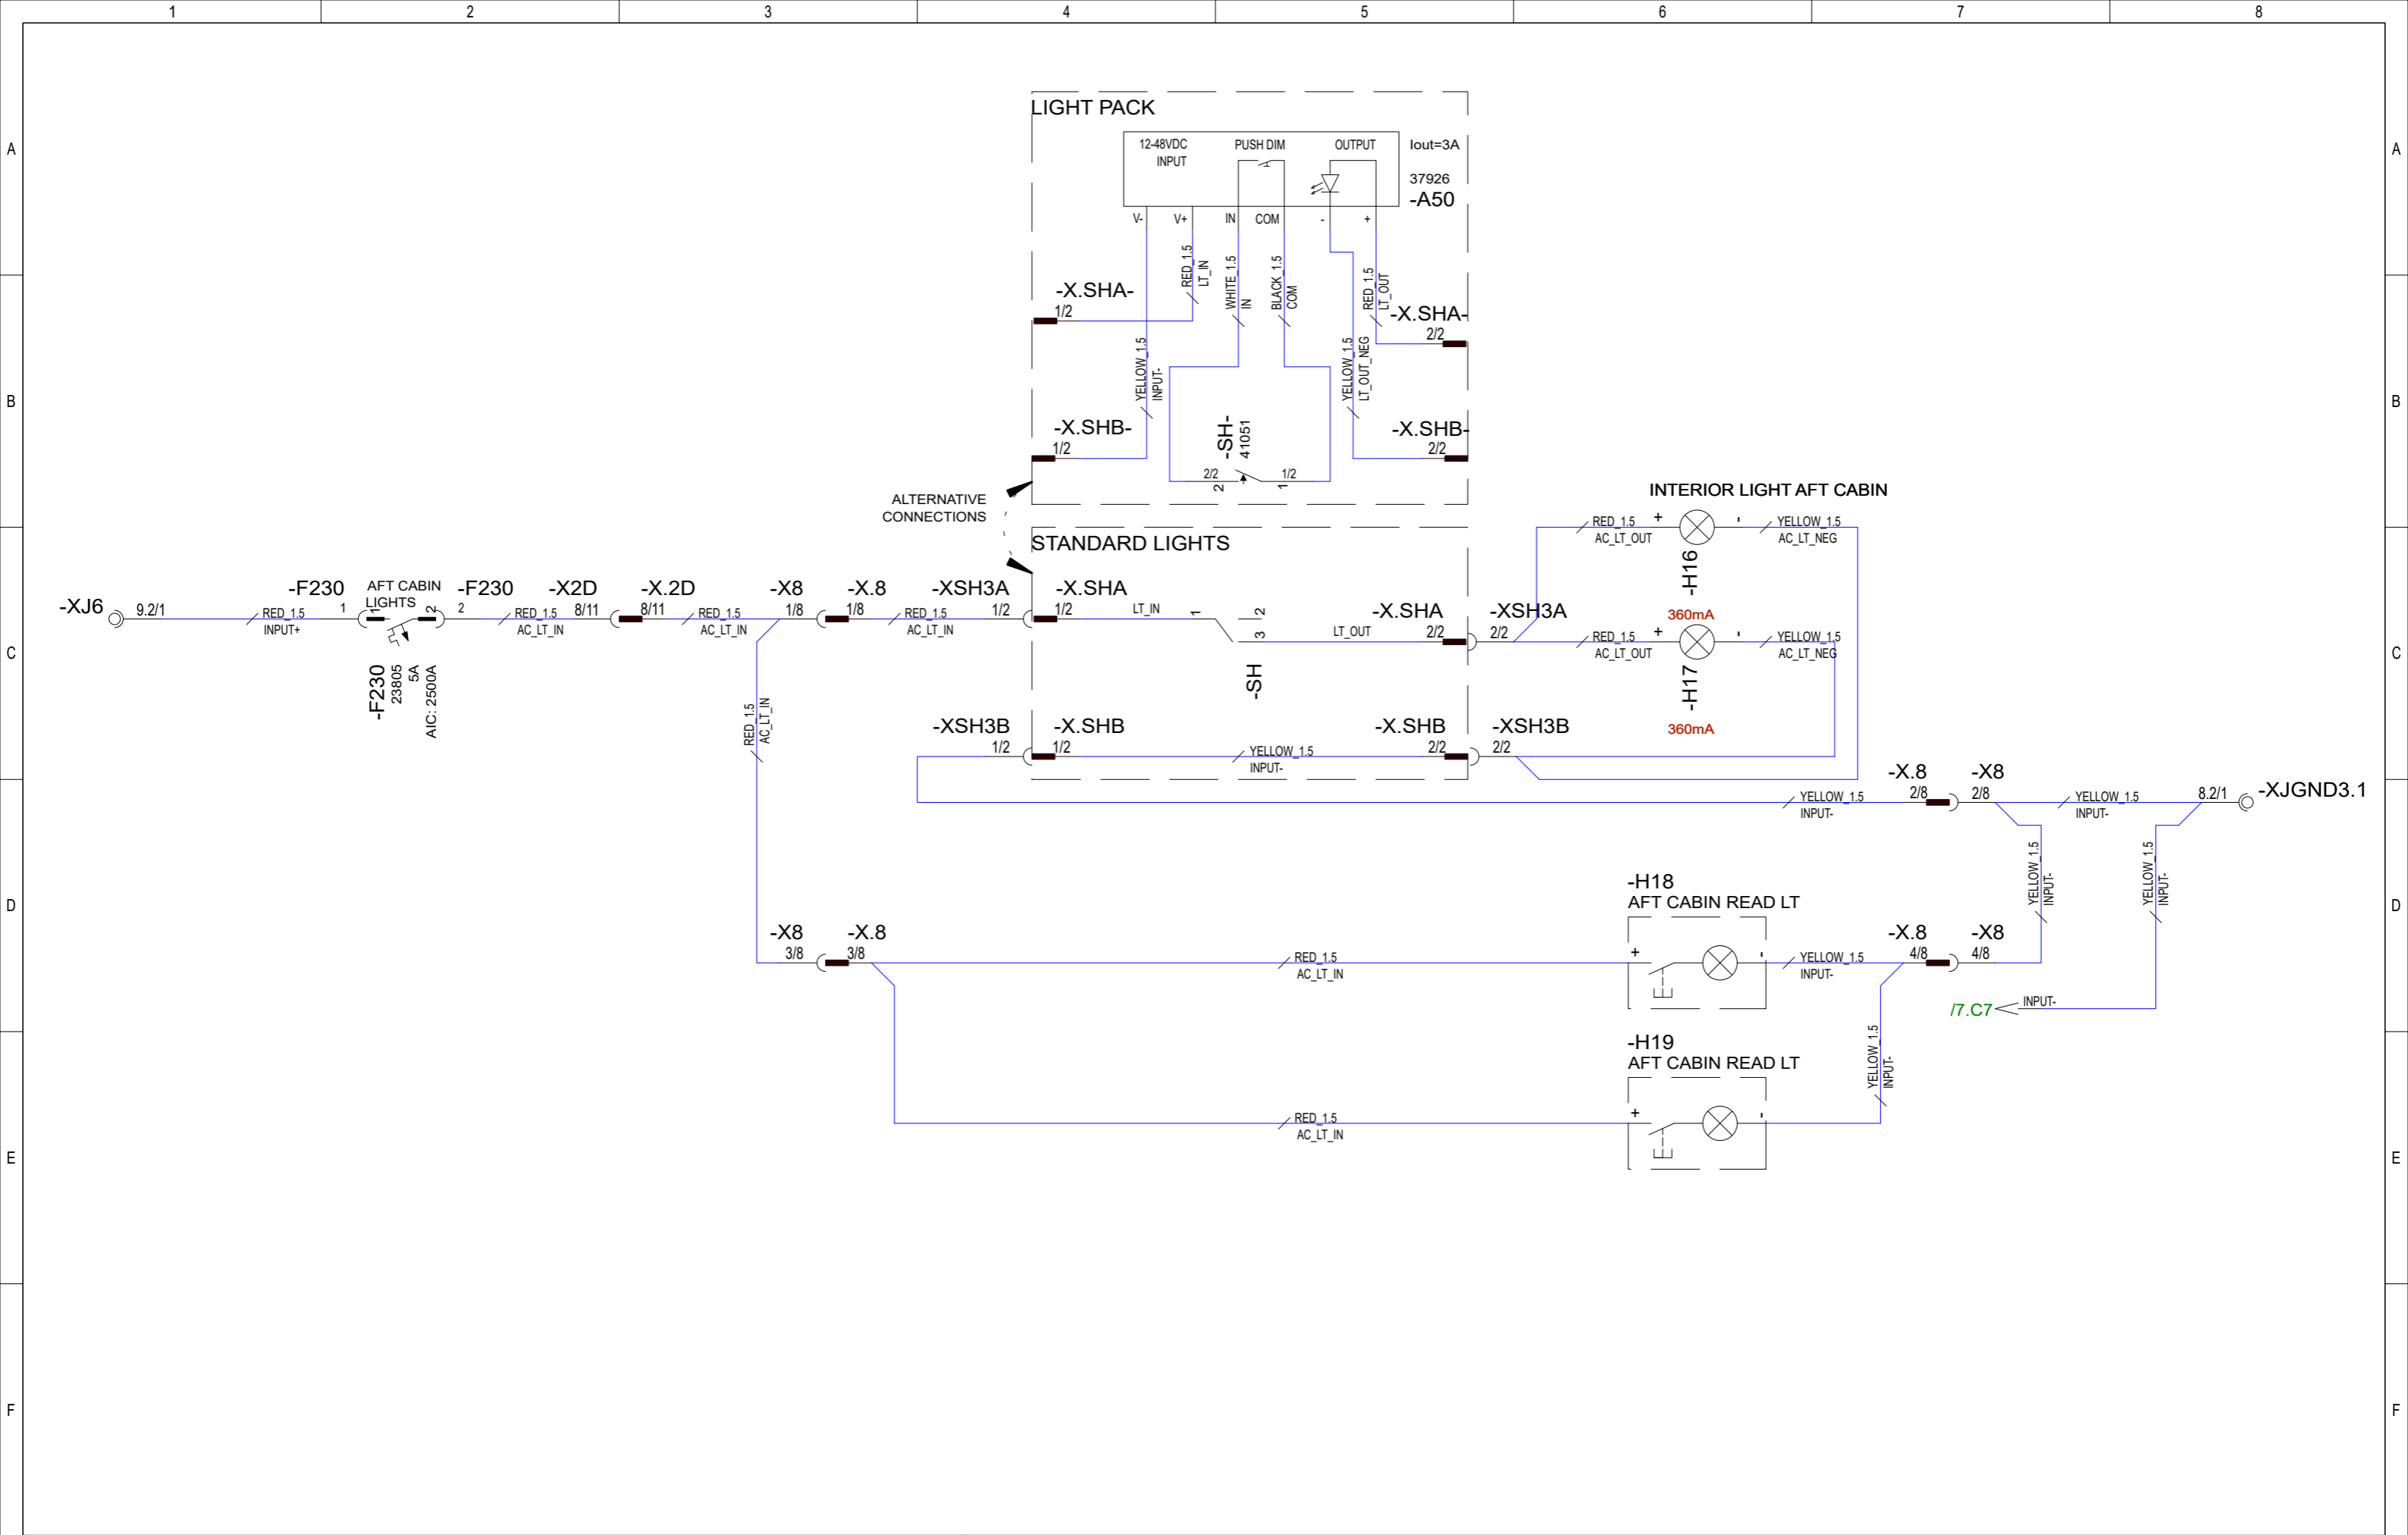 1 2 3 4 5 6 7 8
A
A
B
B
C
C
D
D
E
E
F
F
LIGHT PACK
12-48VDC
INPUT
PUSH DIM
OUTPUT
Iout=3A
37926
-A50
V-
V+
IN
COM
-
+
RED_1.5
LT_IN
WHITE_1.5
IN
BLACK_1.5
COM
RED_1.5
LT_OUT
-X.SHA-
1/2
-X.SHA-
2/2
YELLOW_1.5
INPUT-
YELLOW_1.5
LT_OUT_NEG
-X.SHB-
1/2
-SH-
41051
-X.SHB-
2/2
2/2
2
1/2
1
ALTERNATIVE
CONNECTIONS
STANDARD LIGHTS
INTERIOR LIGHT AFT CABIN
RED_1.5
AC_LT_OUT
+
-
YELLOW_1.5
AC_LT_NEG
-H16
360mA
-XJ6
9.2/1
RED_1.5
INPUT+
-F230
1
AFT CABIN
LIGHTS
1
2
-F230
2
-F230
23805
5A
AIC: 2500A
RED_1.5
AC_LT_IN
-X2D
8/11
-X.2D
8/11
RED_1.5
AC_LT_IN
-X8
1/8
-X.8
1/8
RED_1.5
AC_LT_IN
-XSH3A
1/2
-X.SHA
1/2
LT_IN
1
2
3
-SH
LT_OUT
-X.SHA
2/2
-XSH3A
2/2
RED_1.5
AC_LT_OUT
+
-
YELLOW_1.5
AC_LT_NEG
-H17
360mA
RED_1.5
AC_LT_IN
-XSH3B
1/2
-X.SHB
1/2
YELLOW_1.5
INPUT-
-X.SHB
2/2
-XSH3B
2/2
YELLOW_1.5
INPUT-
-X.8
2/8
-X8
2/8
YELLOW_1.5
INPUT-
8.2/1
-XJGND3.1
YELLOW_1.5
INPUT-
YELLOW_1.5
INPUT-
-H18
AFT CABIN READ LT
-X8
3/8
-X.8
3/8
RED_1.5
AC_LT_IN
+
-
YELLOW_1.5
INPUT-
-X.8
4/8
-X8
4/8
/7.C7
INPUT-
-H19
AFT CABIN READ LT
YELLOW_1.5
INPUT-
RED_1.5
AC_LT_IN
+
-